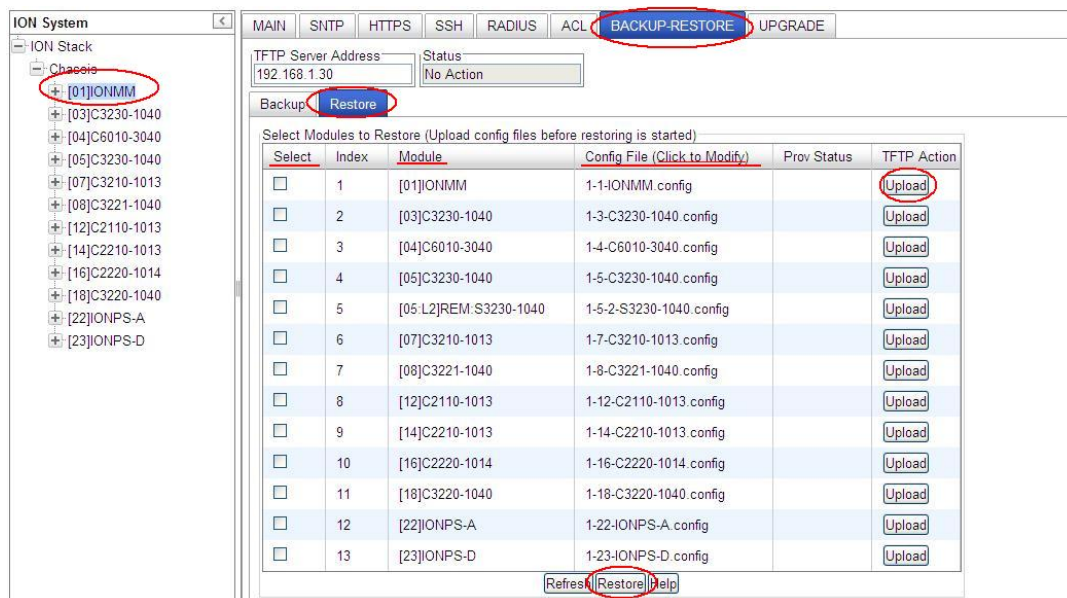 ION System
<
ION Stack
Chassis
[01]IONMM
[03]C3230-1040
[04]C6010-3040
[05]C3230-1040
[07]C3210-1013
[08]C3221-1040
[12]C2110-1013
[14]C2210-1013
[16]C2220-1014
[18]C3220-1040
[22]IONPS-A
[23]IONPS-D
MAIN SNTP HTTPS SSH RADIUS ACL BACKUP-RESTORE UPGRADE
TFTP Server Address Status
192.168.1.30 No Action
Backup Restore
Select Modules to Restore (Upload config files before restoring is started)
Select Index Module Config File (Click to Modify) Prov Status TFTP Action
1 [01]IONMM 1-1-IONMM.config Upload
2 [03]C3230-1040 1-3-C3230-1040.config Upload
3 [04]C6010-3040 1-4-C6010-3040.config Upload
4 [05]C3230-1040 1-5-C3230-1040.config Upload
5 [05:L2]REM:S3230-1040 1-5-2-S3230-1040.config Upload
6 [07]C3210-1013 1-7-C3210-1013.config Upload
7 [08]C3221-1040 1-8-C3221-1040.config Upload
8 [12]C2110-1013 1-12-C2110-1013.config Upload
9 [14]C2210-1013 1-14-C2210-1013.config Upload
10 [16]C2220-1014 1-16-C2220-1014.config Upload
11 [18]C3220-1040 1-18-C3220-1040.config Upload
12 [22]IONPS-A 1-22-IONPS-A.config Upload
13 [23]IONPS-D 1-23-IONPS-D.config Upload
Refresh Restore Help